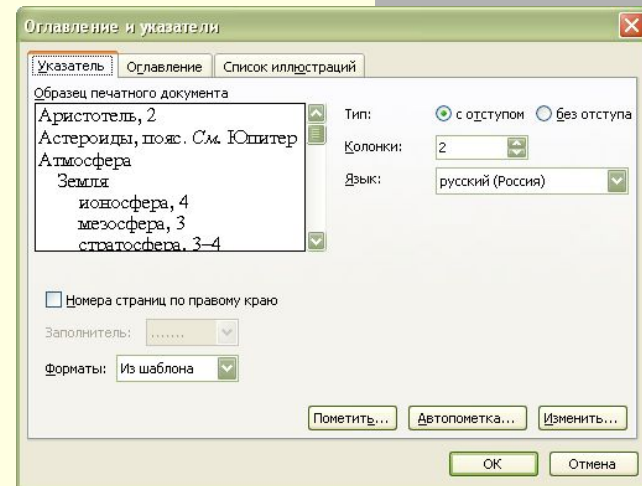 Оглавление и указатели
Указатель Оглавление Список иллюстраций
Образец печатного документа
Аристотель, 2
Астероиды, пояс. См. Юпитер
Атмосфера
Земля
ионосфера, 4
мезосфера, 3
стратосфера, 3–4
Тип: с отступом без отступа
Колонки: 2
Язык: русский (Россия)
Номера страниц по правому краю
Заполнитель: .......
Форматы: Из шаблона
Пометить... Автопометка... Изменить...
ОК Отмена